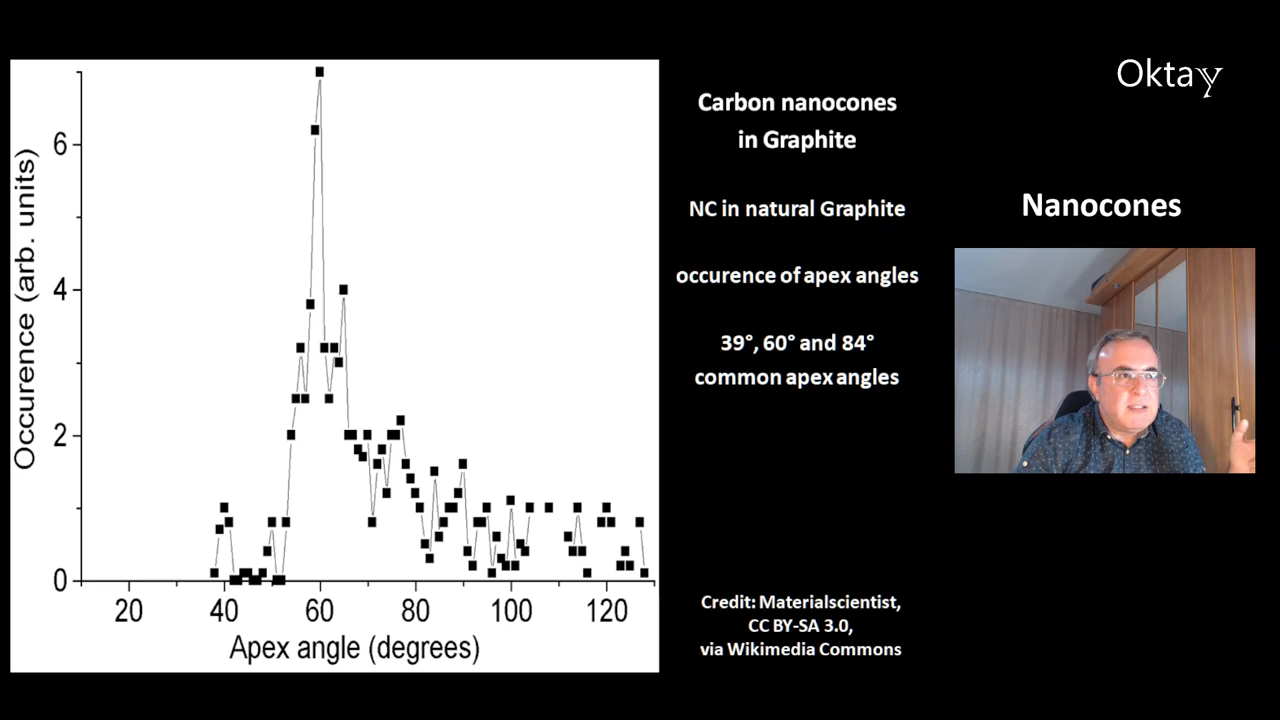 Oktay
Carbon nanocones
in Graphite
NC in natural Graphite
Nanocones
occurence of apex angles
39°, 60° and 84°
common apex angles
Credit: Materialscientist,
CC BY-SA 3.0,
via Wikimedia Commons
Occurence (arb. units)
6
4
2
0
20 40 60 80 100 120
Apex angle (degrees)